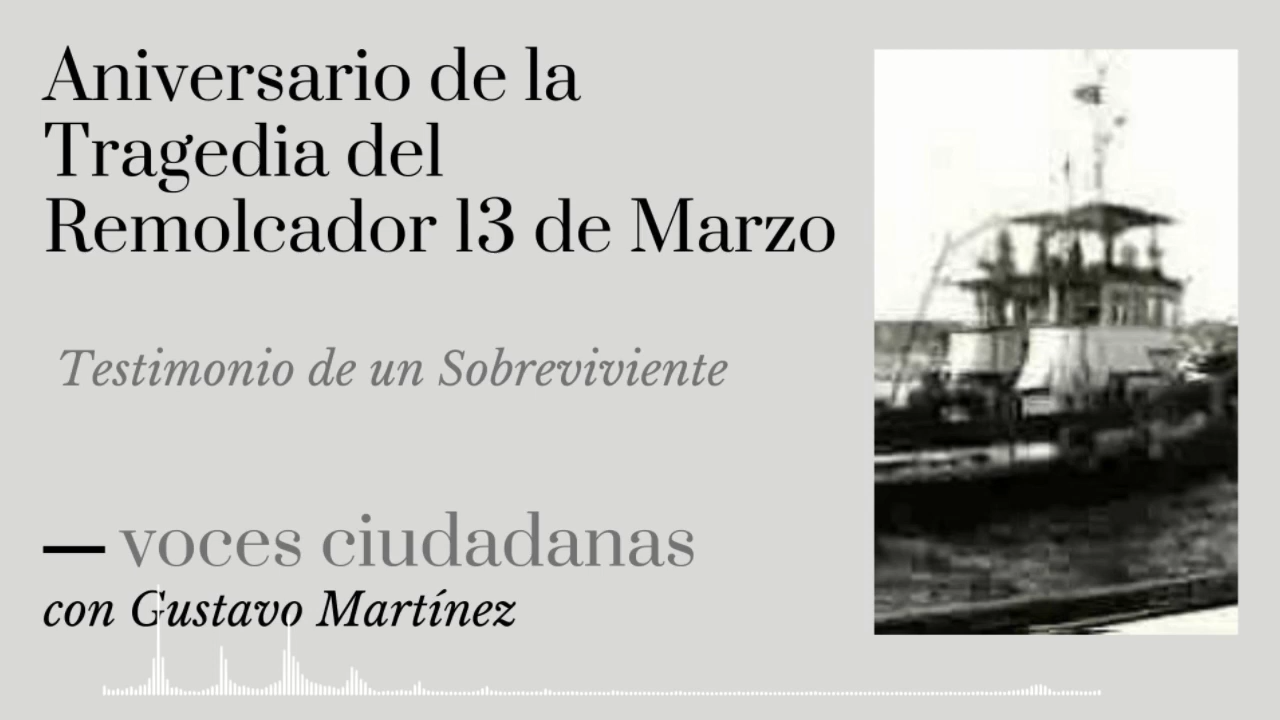 Aniversario de la
Tragedia del
Remolcador 13 de Marzo
Testimonio de un Sobreviviente
— voces ciudadanas
con Gustavo Martínez